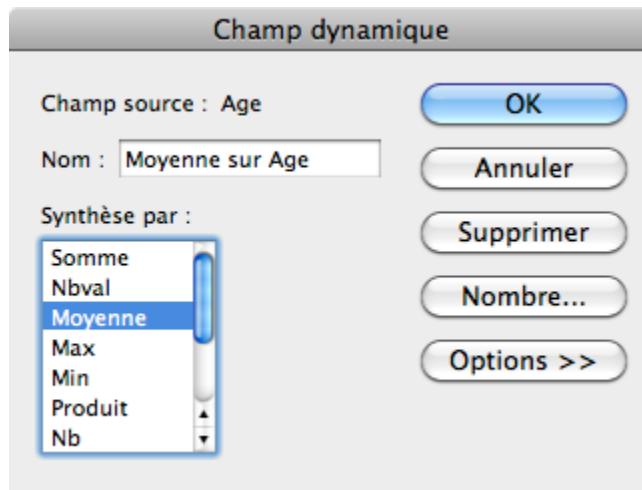 Champ dynamique
Champ source : Age
Nom : Moyenne sur Age
Synthèse par :
Somme
Nbval
Moyenne
Max
Min
Produit
Nb
OK
Annuler
Supprimer
Nombre...
Options >>